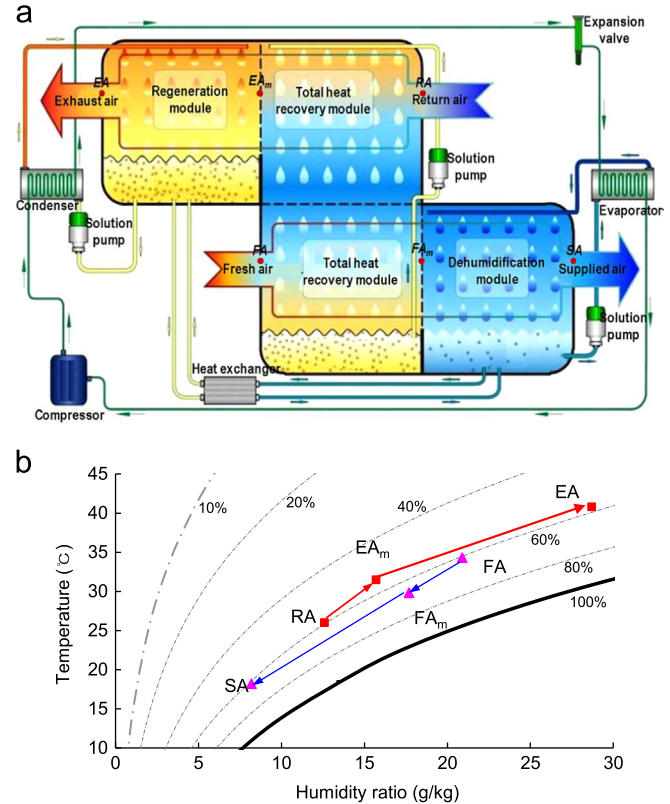 a
Expansion
valve
EA
EAm
RA
Regeneration
module
Total heat
recovery module
Exhaust air
Return air
Solution
pump
Condenser
Evaporator
Solution
pump
FA
FAm
SA
Fresh air
Total heat
recovery module
Dehumidification
module
Supplied air
Solution
pump
Heat exchanger
Compressor
b
45
40
35
30
25
20
15
10
Temperature (℃)
10%
20%
40%
60%
80%
100%
EA
EAm
FA
RA
FAm
SA
0
5
10
15
20
25
30
Humidity ratio (g/kg)